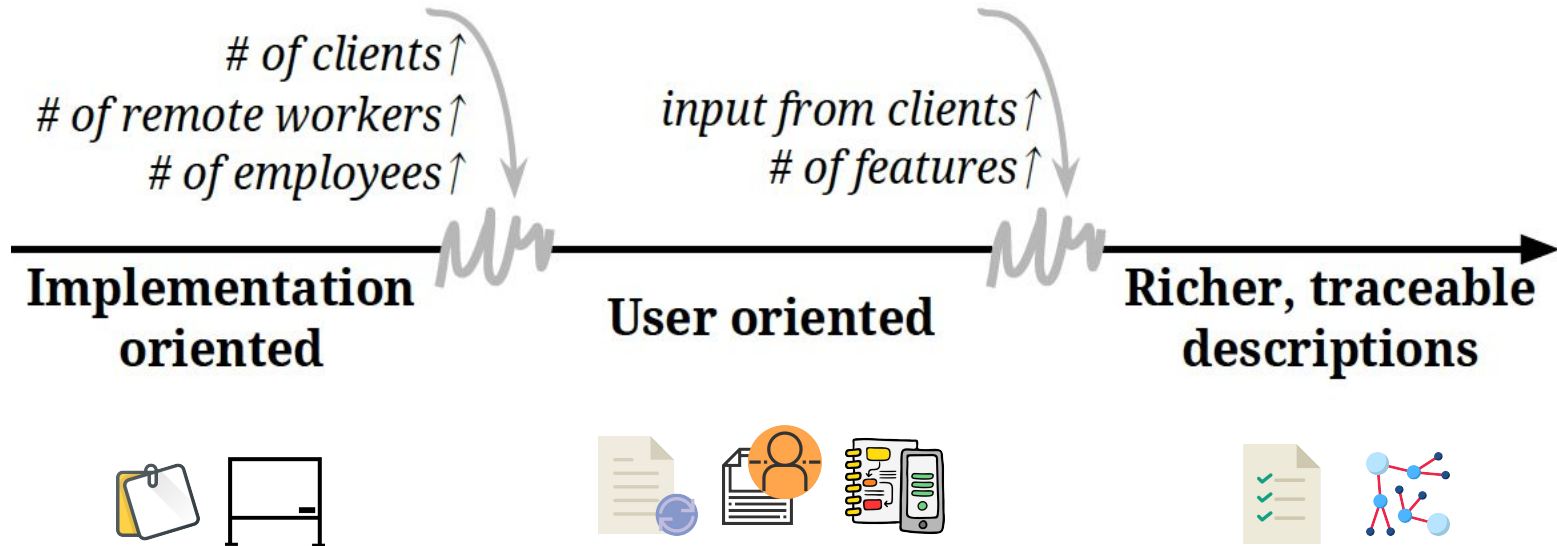 # of clients↑
# of remote workers↑
# of employees↑
input from clients↑
# of features↑
Implementation
oriented
User oriented
Richer, traceable
descriptions